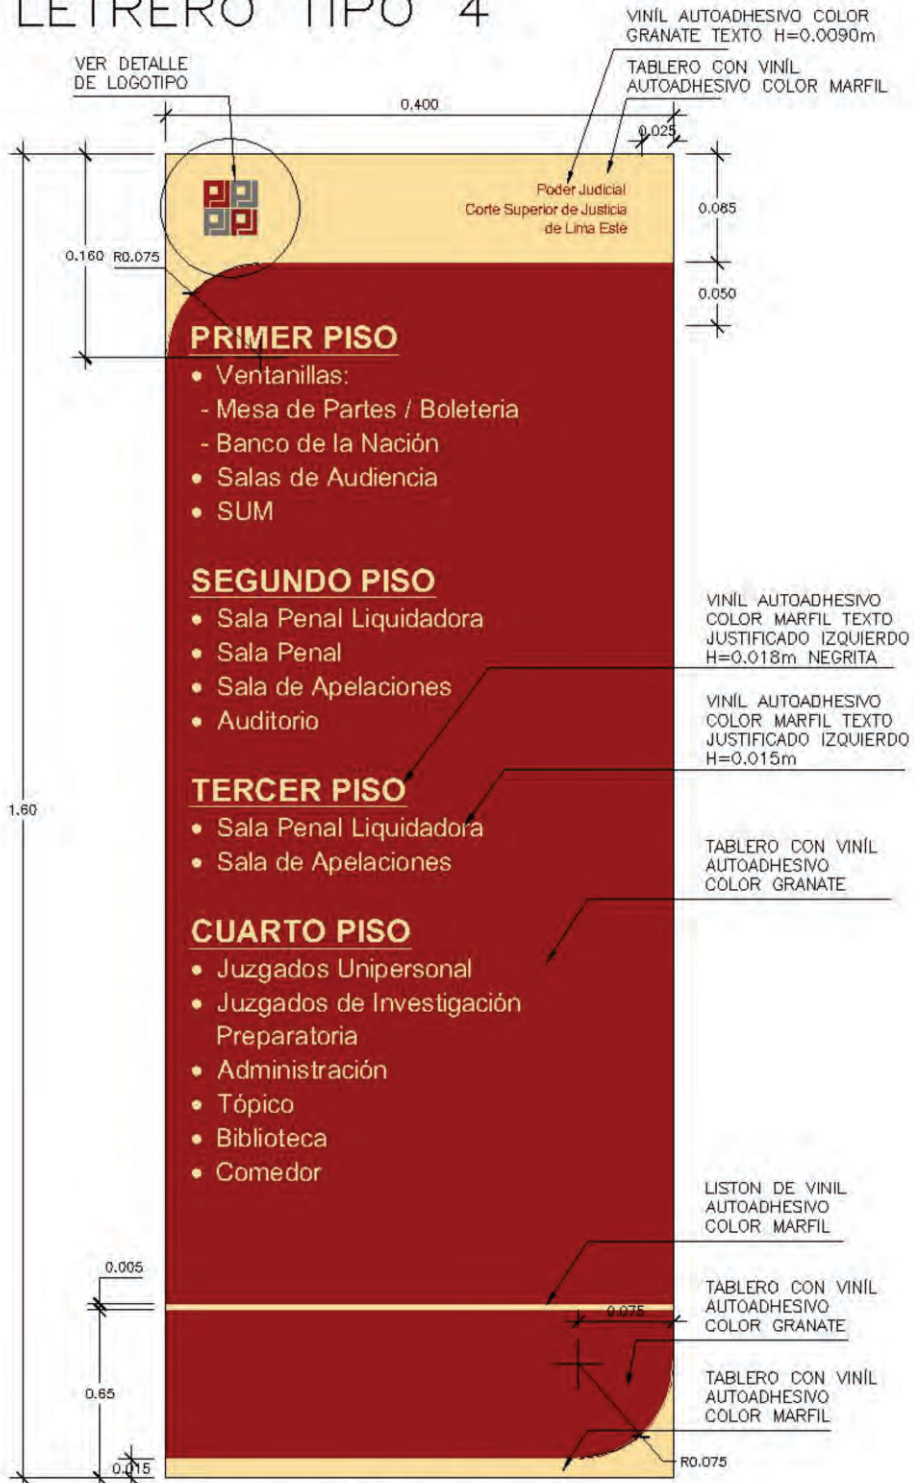 LETRERO TIPO 4
VINÍL AUTOADHESIVO COLOR
GRANATE TEXTO H=0.0090m
VER DETALLE
DE LOGOTIPO
TABLERO CON VINÍL
AUTOADHESIVO COLOR MARFIL
0.400
0.025
Poder Judicial
Corte Superior de Justicia
de Lima Este
0.085
0.160
R0.075
0.050
PRIMER PISO
• Ventanillas:
- Mesa de Partes / Boleteria
- Banco de la Nación
• Salas de Audiencia
• SUM
SEGUNDO PISO
• Sala Penal Liquidadora
• Sala Penal
• Sala de Apelaciones
• Auditorio
VINÍL AUTOADHESIVO
COLOR MARFIL TEXTO
JUSTIFICADO IZQUIERDO
H=0.018m NEGRITA
VINÍL AUTOADHESIVO
COLOR MARFIL TEXTO
JUSTIFICADO IZQUIERDO
H=0.015m
1.60
TERCER PISO
• Sala Penal Liquidadora
• Sala de Apelaciones
TABLERO CON VINÍL
AUTOADHESIVO
COLOR GRANATE
CUARTO PISO
• Juzgados Unipersonal
• Juzgados de Investigación
Preparatoria
• Administración
• Tópico
• Biblioteca
• Comedor
LISTON DE VINIL
AUTOADHESIVO
COLOR MARFIL
0.005
0.075
TABLERO CON VINÍL
AUTOADHESIVO
COLOR GRANATE
0.65
TABLERO CON VINÍL
AUTOADHESIVO
COLOR MARFIL
0.015
R0.075